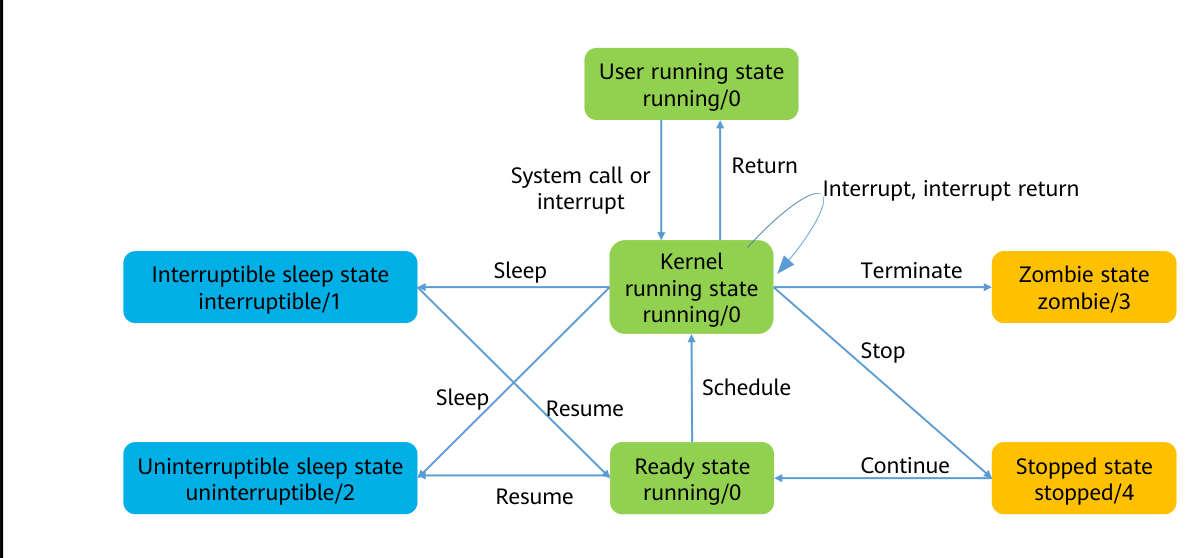 User running state
running/0
System call or
interrupt
Return
Interrupt, interrupt return
Interruptible sleep state
interruptible/1
Sleep
Kernel
running state
running/0
Terminate
Zombie state
zombie/3
Stop
Schedule
Sleep
Resume
Uninterruptible sleep state
uninterruptible/2
Resume
Ready state
running/0
Continue
Stopped state
stopped/4